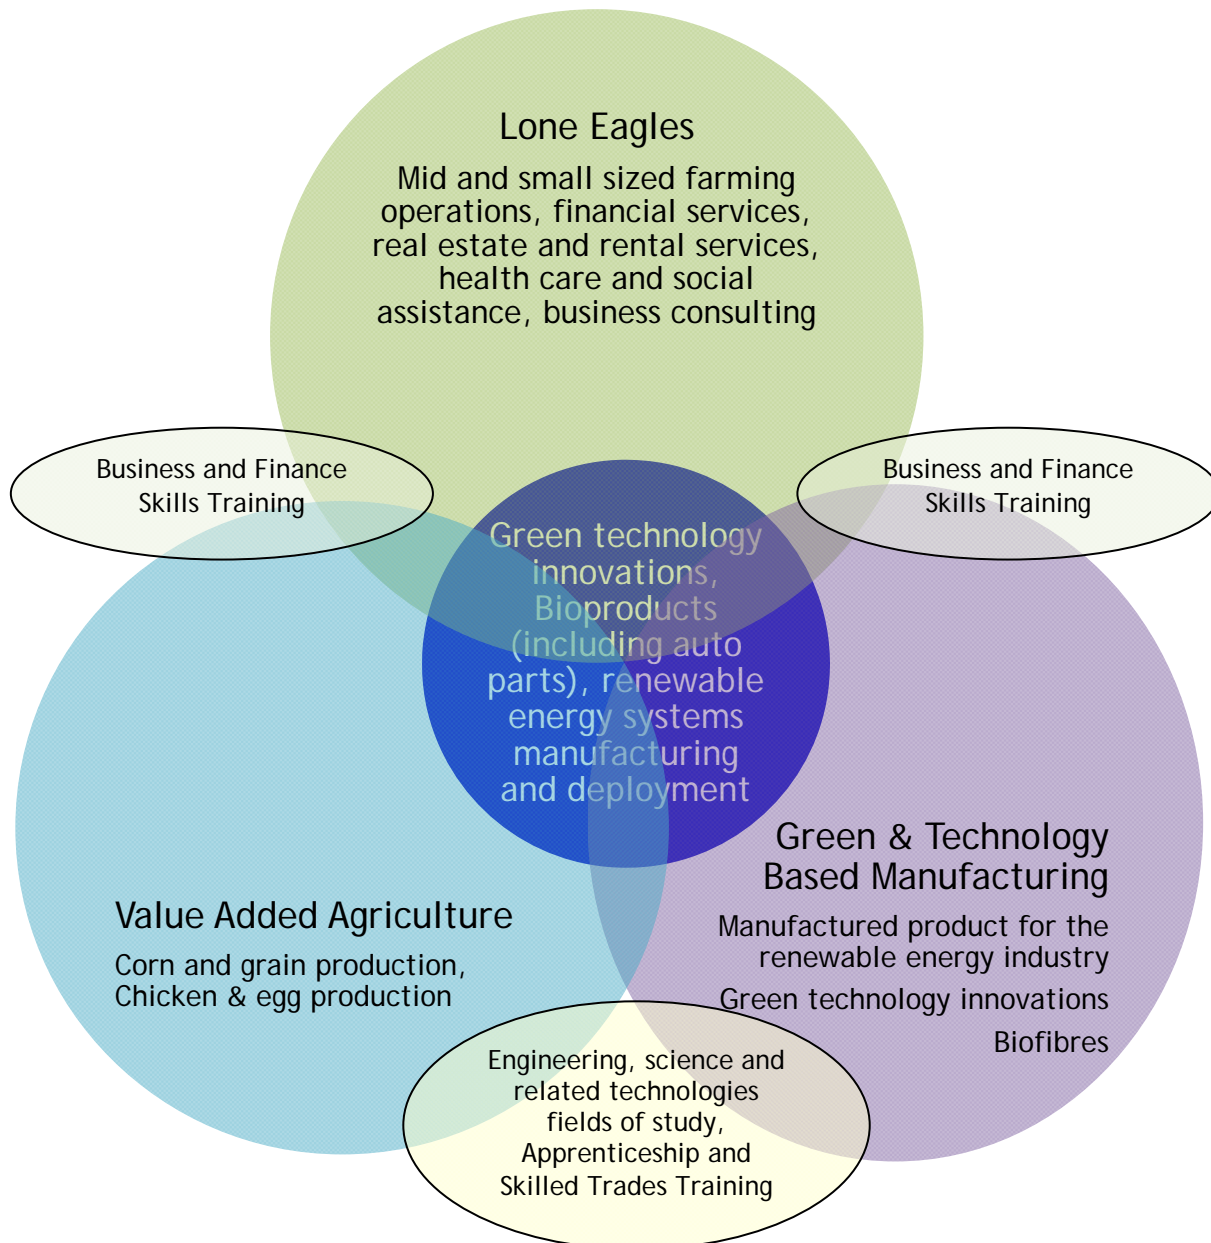 Lone Eagles
Mid and small sized farming
operations, financial services,
real estate and rental services,
health care and social
assistance, business consulting
Business and Finance
Skills Training
Business and Finance
Skills Training
Green technology
innovations,
Bioproducts
(including auto
parts), renewable
energy systems
manufacturing
and deployment
Green & Technology
Based Manufacturing
Manufactured product for the
renewable energy industry
Green technology innovations
Biofibres
Value Added Agriculture
Corn and grain production,
Chicken & egg production
Engineering, science and
related technologies
fields of study,
Apprenticeship and
Skilled Trades Training